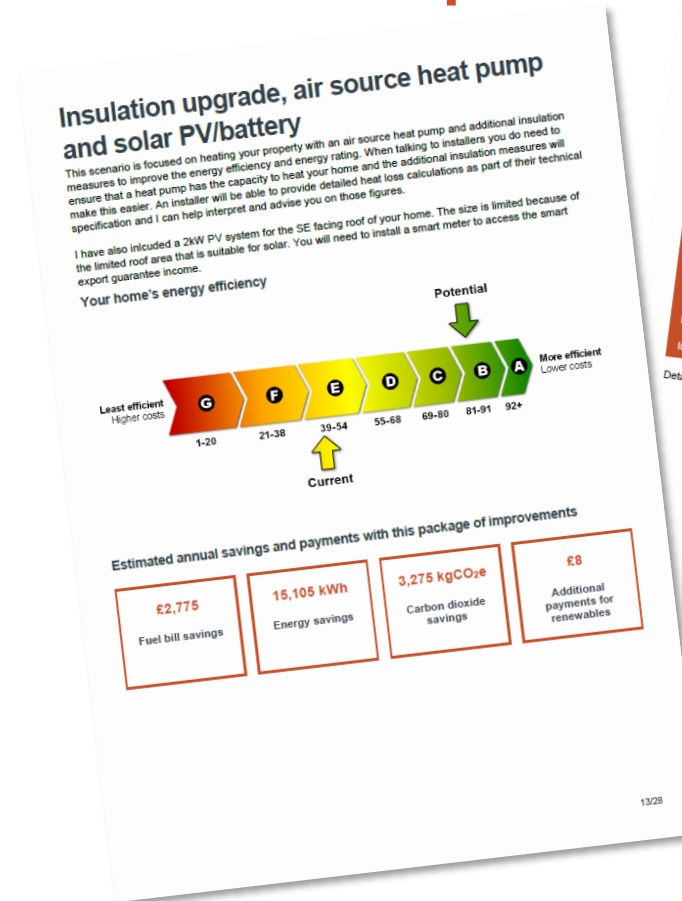 Insulation upgrade, air source heat pump
and solar PV/battery
This scenario is focused on heating your property with an air source heat pump and additional insulation
measures to improve the energy efficiency and energy rating. When talking to installers you do need to
ensure that a heat pump has the capacity to heat your home and the additional insulation measures will
make this easier. An installer will be able to provide detailed heat loss calculations as part of their technical
specification and I can help interpret and advise you on those figures.
I have also inlcuded a 2kW PV system for the SE facing roof of your home. The size is limited because of
the limited roof area that is suitable for solar. You will need to install a smart meter to access the smart
export guarantee income.
Your home's energy efficiency
Potential
Least efficient
Higher costs
G
F
E
D
C
B
A
More efficient
Lower costs
1-20
21-38
39-54
55-68
69-80
81-91
92+
Current
Estimated annual savings and payments with this package of improvements
£2,775
Fuel bill savings
15,105 kWh
Energy savings
3,275 kgCO₂e
Carbon dioxide
savings
£8
Additional
payments for
renewables
13/28